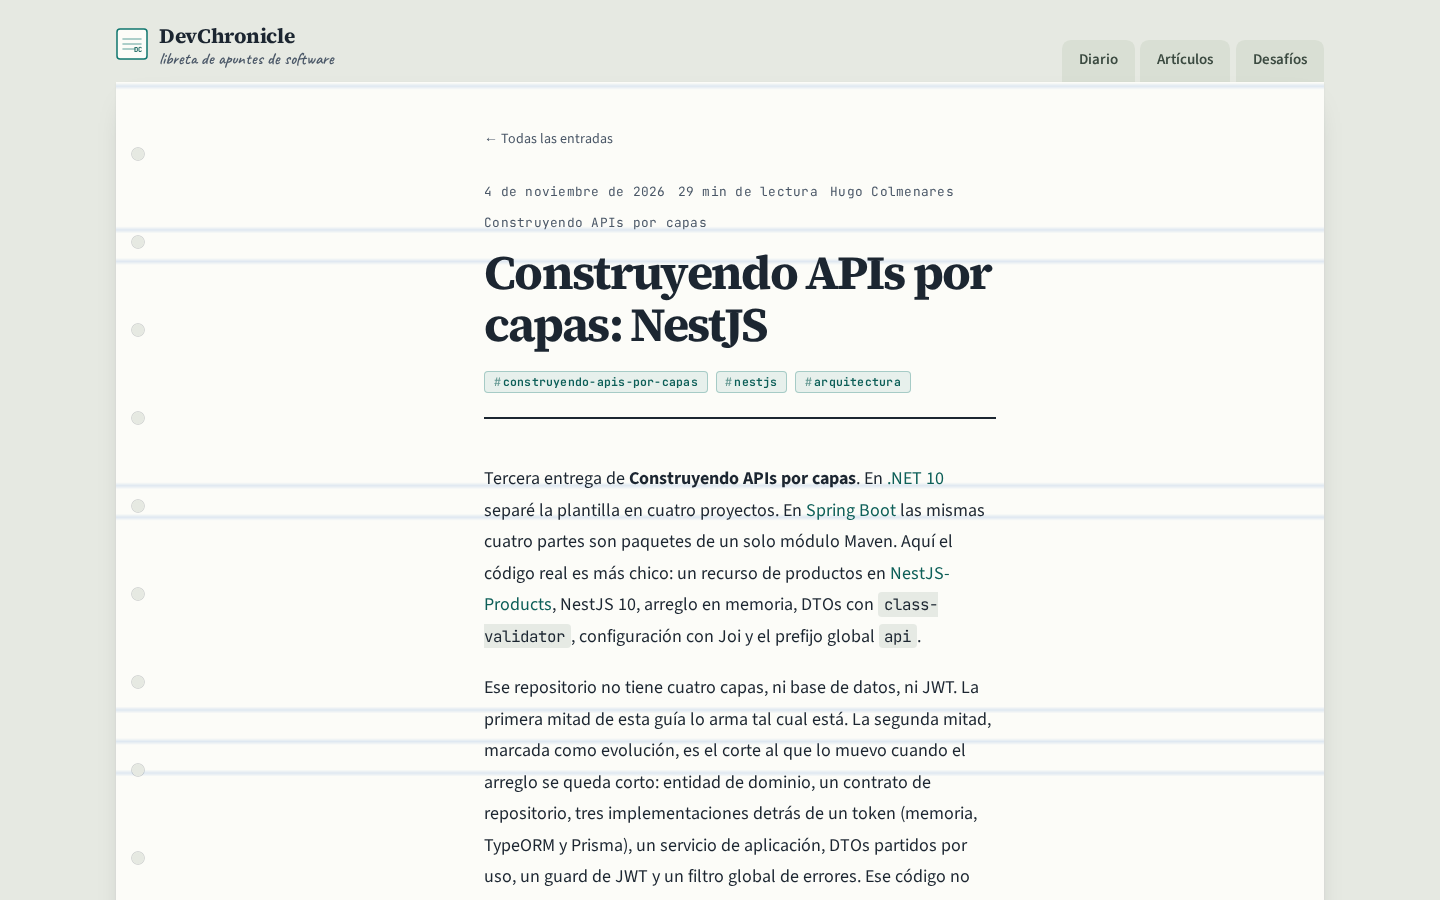 DC
DevChronicle
libreta de apuntes de software
Diario
Artículos
Desafíos
← Todas las entradas
4 de noviembre de 2026 29 min de lectura Hugo Colmenares
Construyendo APIs por capas
Construyendo APIs por
capas: NestJS
#construyendo-apis-por-capas #nestjs #arquitectura
Tercera entrega de Construyendo APIs por capas. En .NET 10
separé la plantilla en cuatro proyectos. En Spring Boot las mismas
cuatro partes son paquetes de un solo módulo Maven. Aquí el
código real es más chico: un recurso de productos en NestJS-
Products, NestJS 10, arreglo en memoria, DTOs con class-
validator, configuración con Joi y el prefijo global api.
Ese repositorio no tiene cuatro capas, ni base de datos, ni JWT. La
primera mitad de esta guía lo arma tal cual está. La segunda mitad,
marcada como evolución, es el corte al que lo muevo cuando el
arreglo se queda corto: entidad de dominio, un contrato de
repositorio, tres implementaciones detrás de un token (memoria,
TypeORM y Prisma), un servicio de aplicación, DTOs partidos por
uso, un guard de JWT y un filtro global de errores. Ese código no